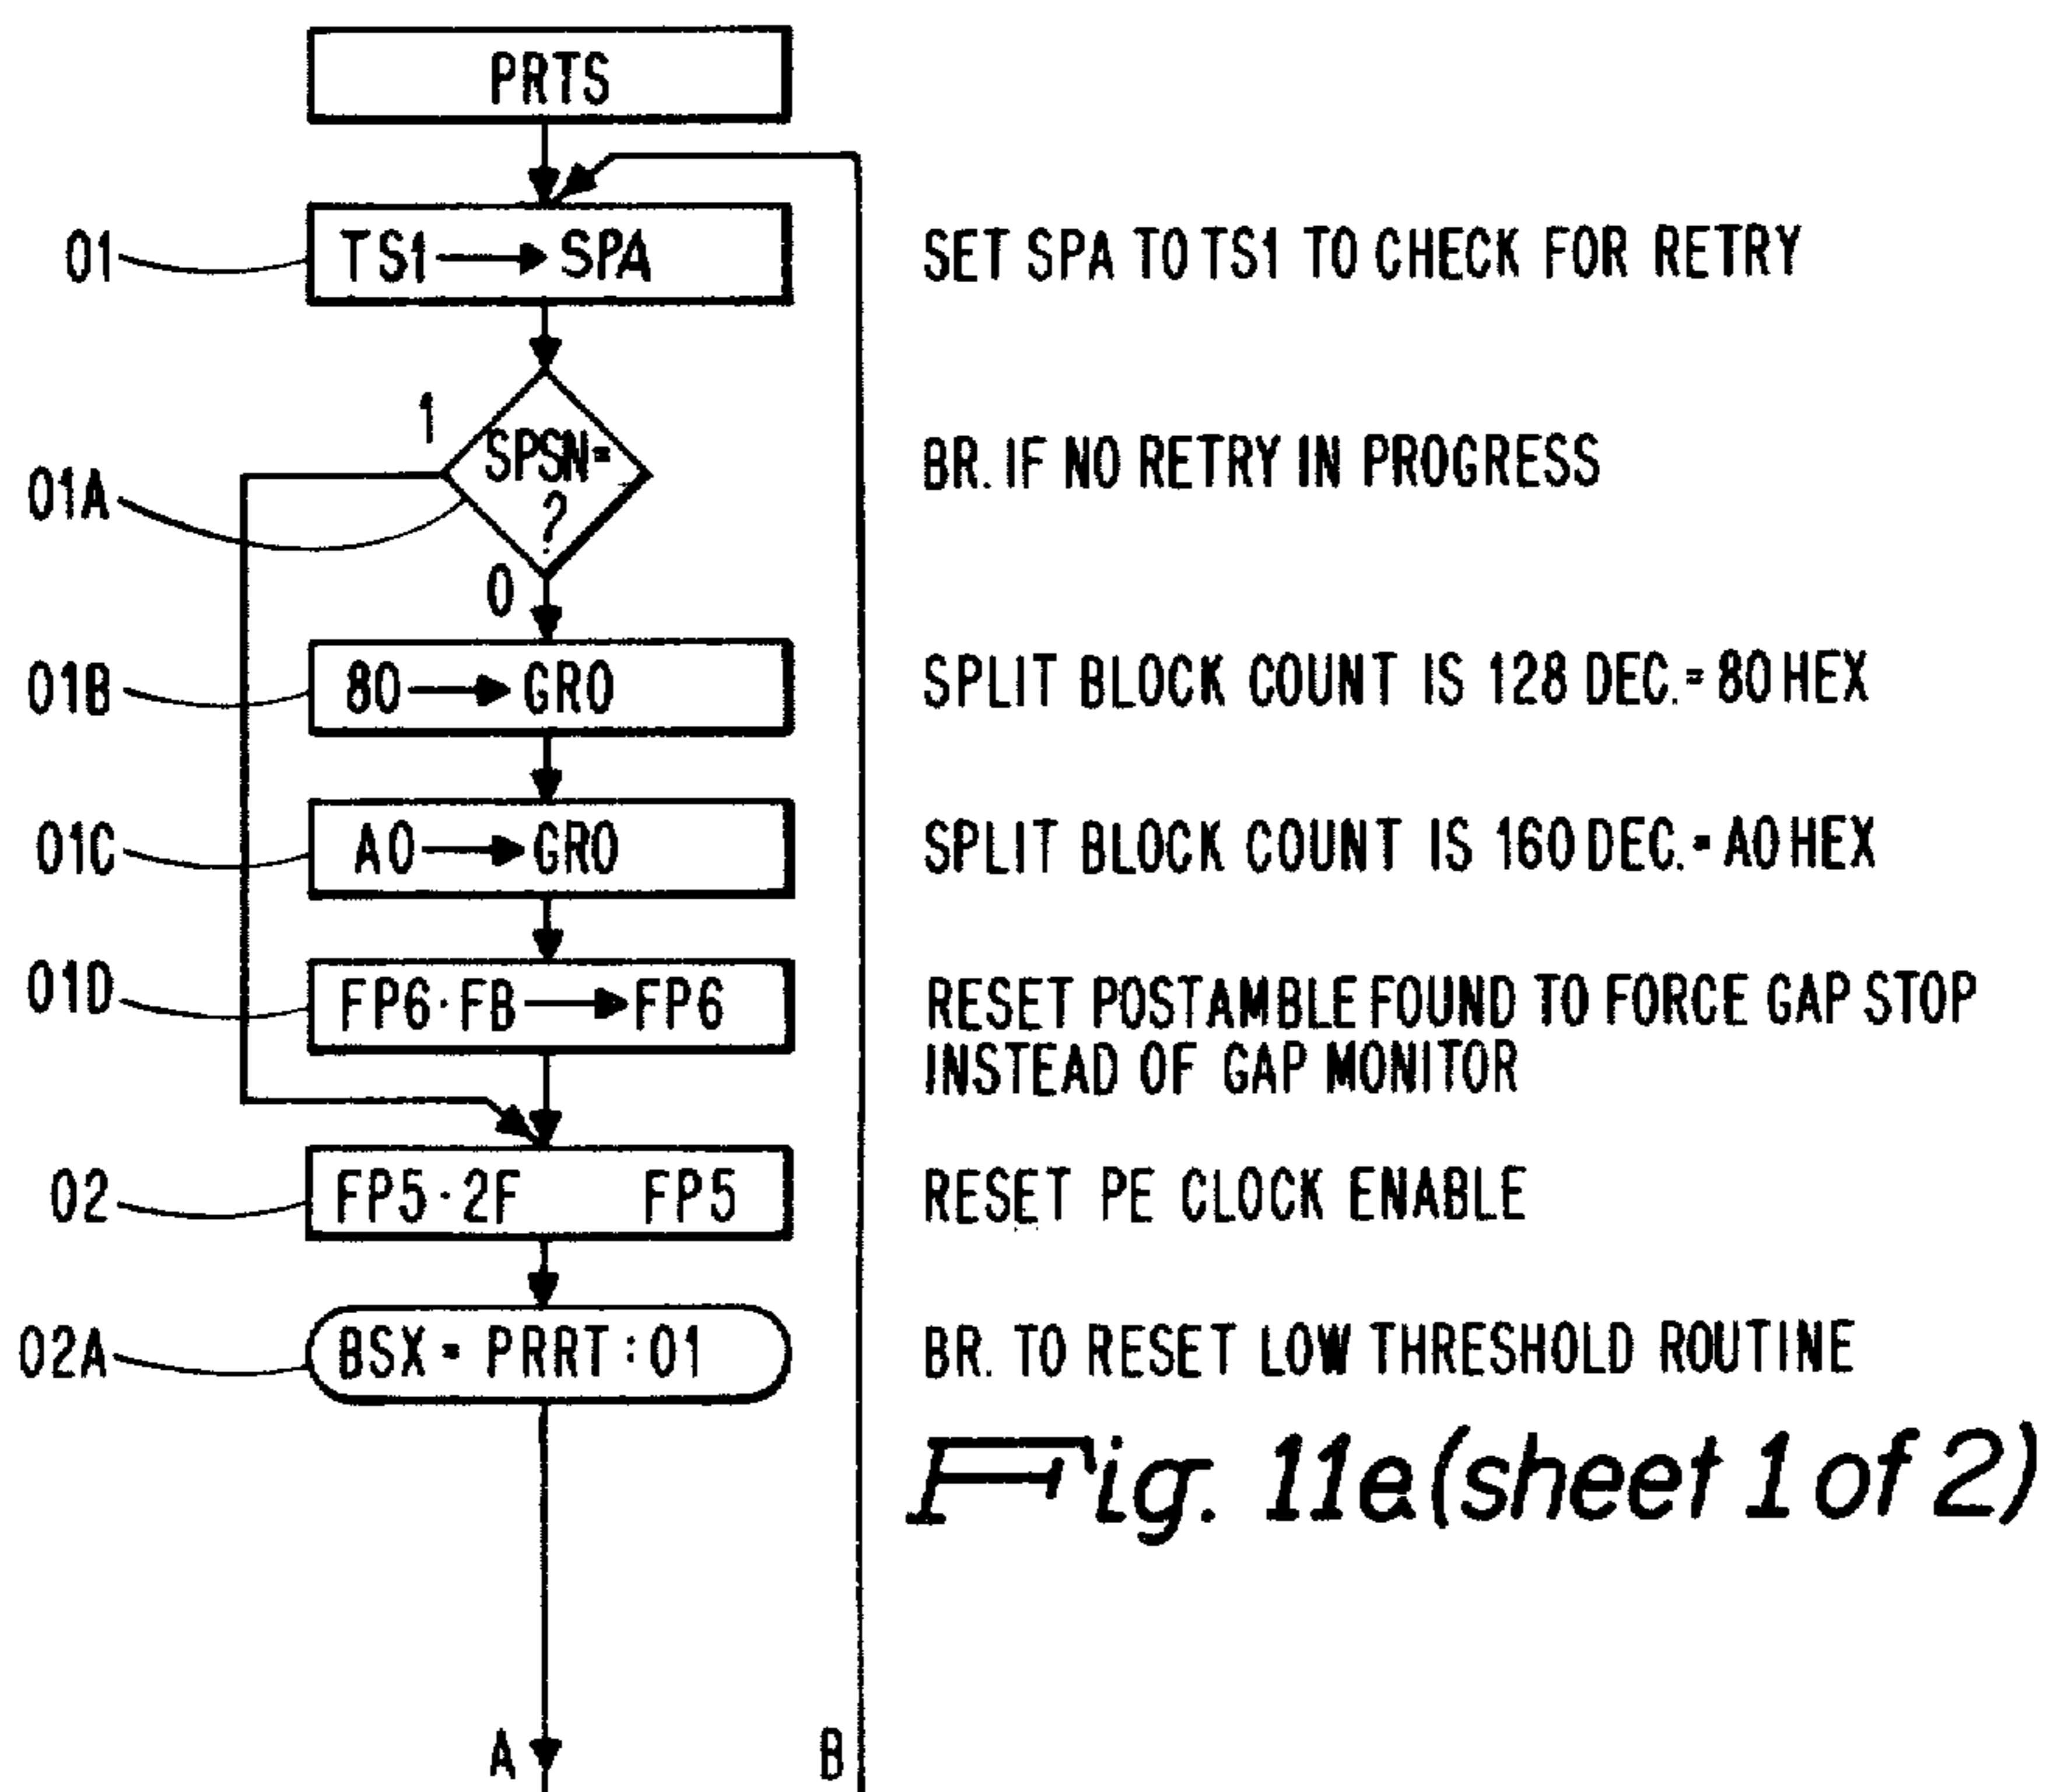 PRTS
01 TS1 → SPA SET SPA TO TS1 TO CHECK FOR RETRY
1
SPSN=
01A ? BR. IF NO RETRY IN PROGRESS
0
01B 80 → GR0 SPLIT BLOCK COUNT IS 128 DEC.= 80 HEX
01C A0 → GR0 SPLIT BLOCK COUNT IS 160 DEC.= A0 HEX
01D FP6·FB → FP6 RESET POSTAMBLE FOUND TO FORCE GAP STOP
INSTEAD OF GAP MONITOR
02 FP5·2F FP5 RESET PE CLOCK ENABLE
02A BSX = PRRT:01 BR. TO RESET LOW THRESHOLD ROUTINE
Fig. 11e (sheet 1 of 2)
A B